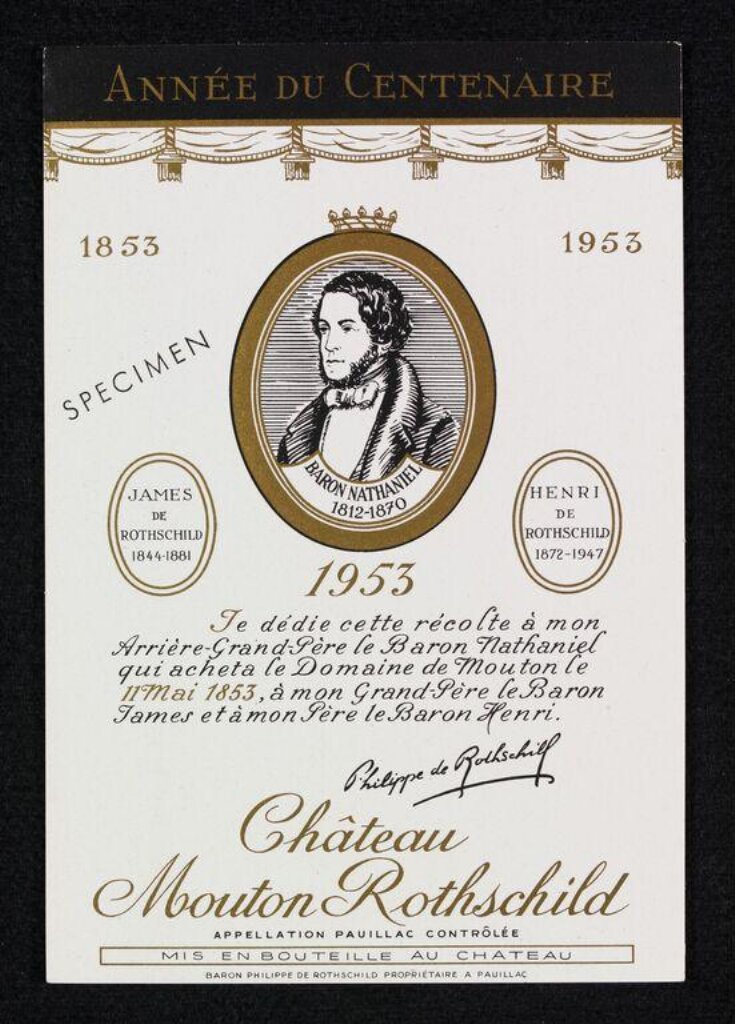 ANNÉE DU CENTENAIRE
1853
1953
SPECIMEN
BARON NATHANIEL
1812-1870
JAMES
DE
ROTHSCHILD
1844-1881
HENRI
DE
ROTHSCHILD
1872-1947
1953
Je dédie cette récolte à mon
Arrière-Grand-Père le Baron Nathaniel
qui acheta le Domaine de Mouton le
11 Mai 1853, à mon Grand-Père le Baron
James et à mon Père le Baron Henri.
Philippe de Rothschild
Château
Mouton Rothschild
APPELLATION PAUILLAC CONTRÔLÉE
MIS EN BOUTEILLE AU CHATEAU
BARON PHILIPPE DE ROTHSCHILD PROPRIÉTAIRE A PAUILLAC